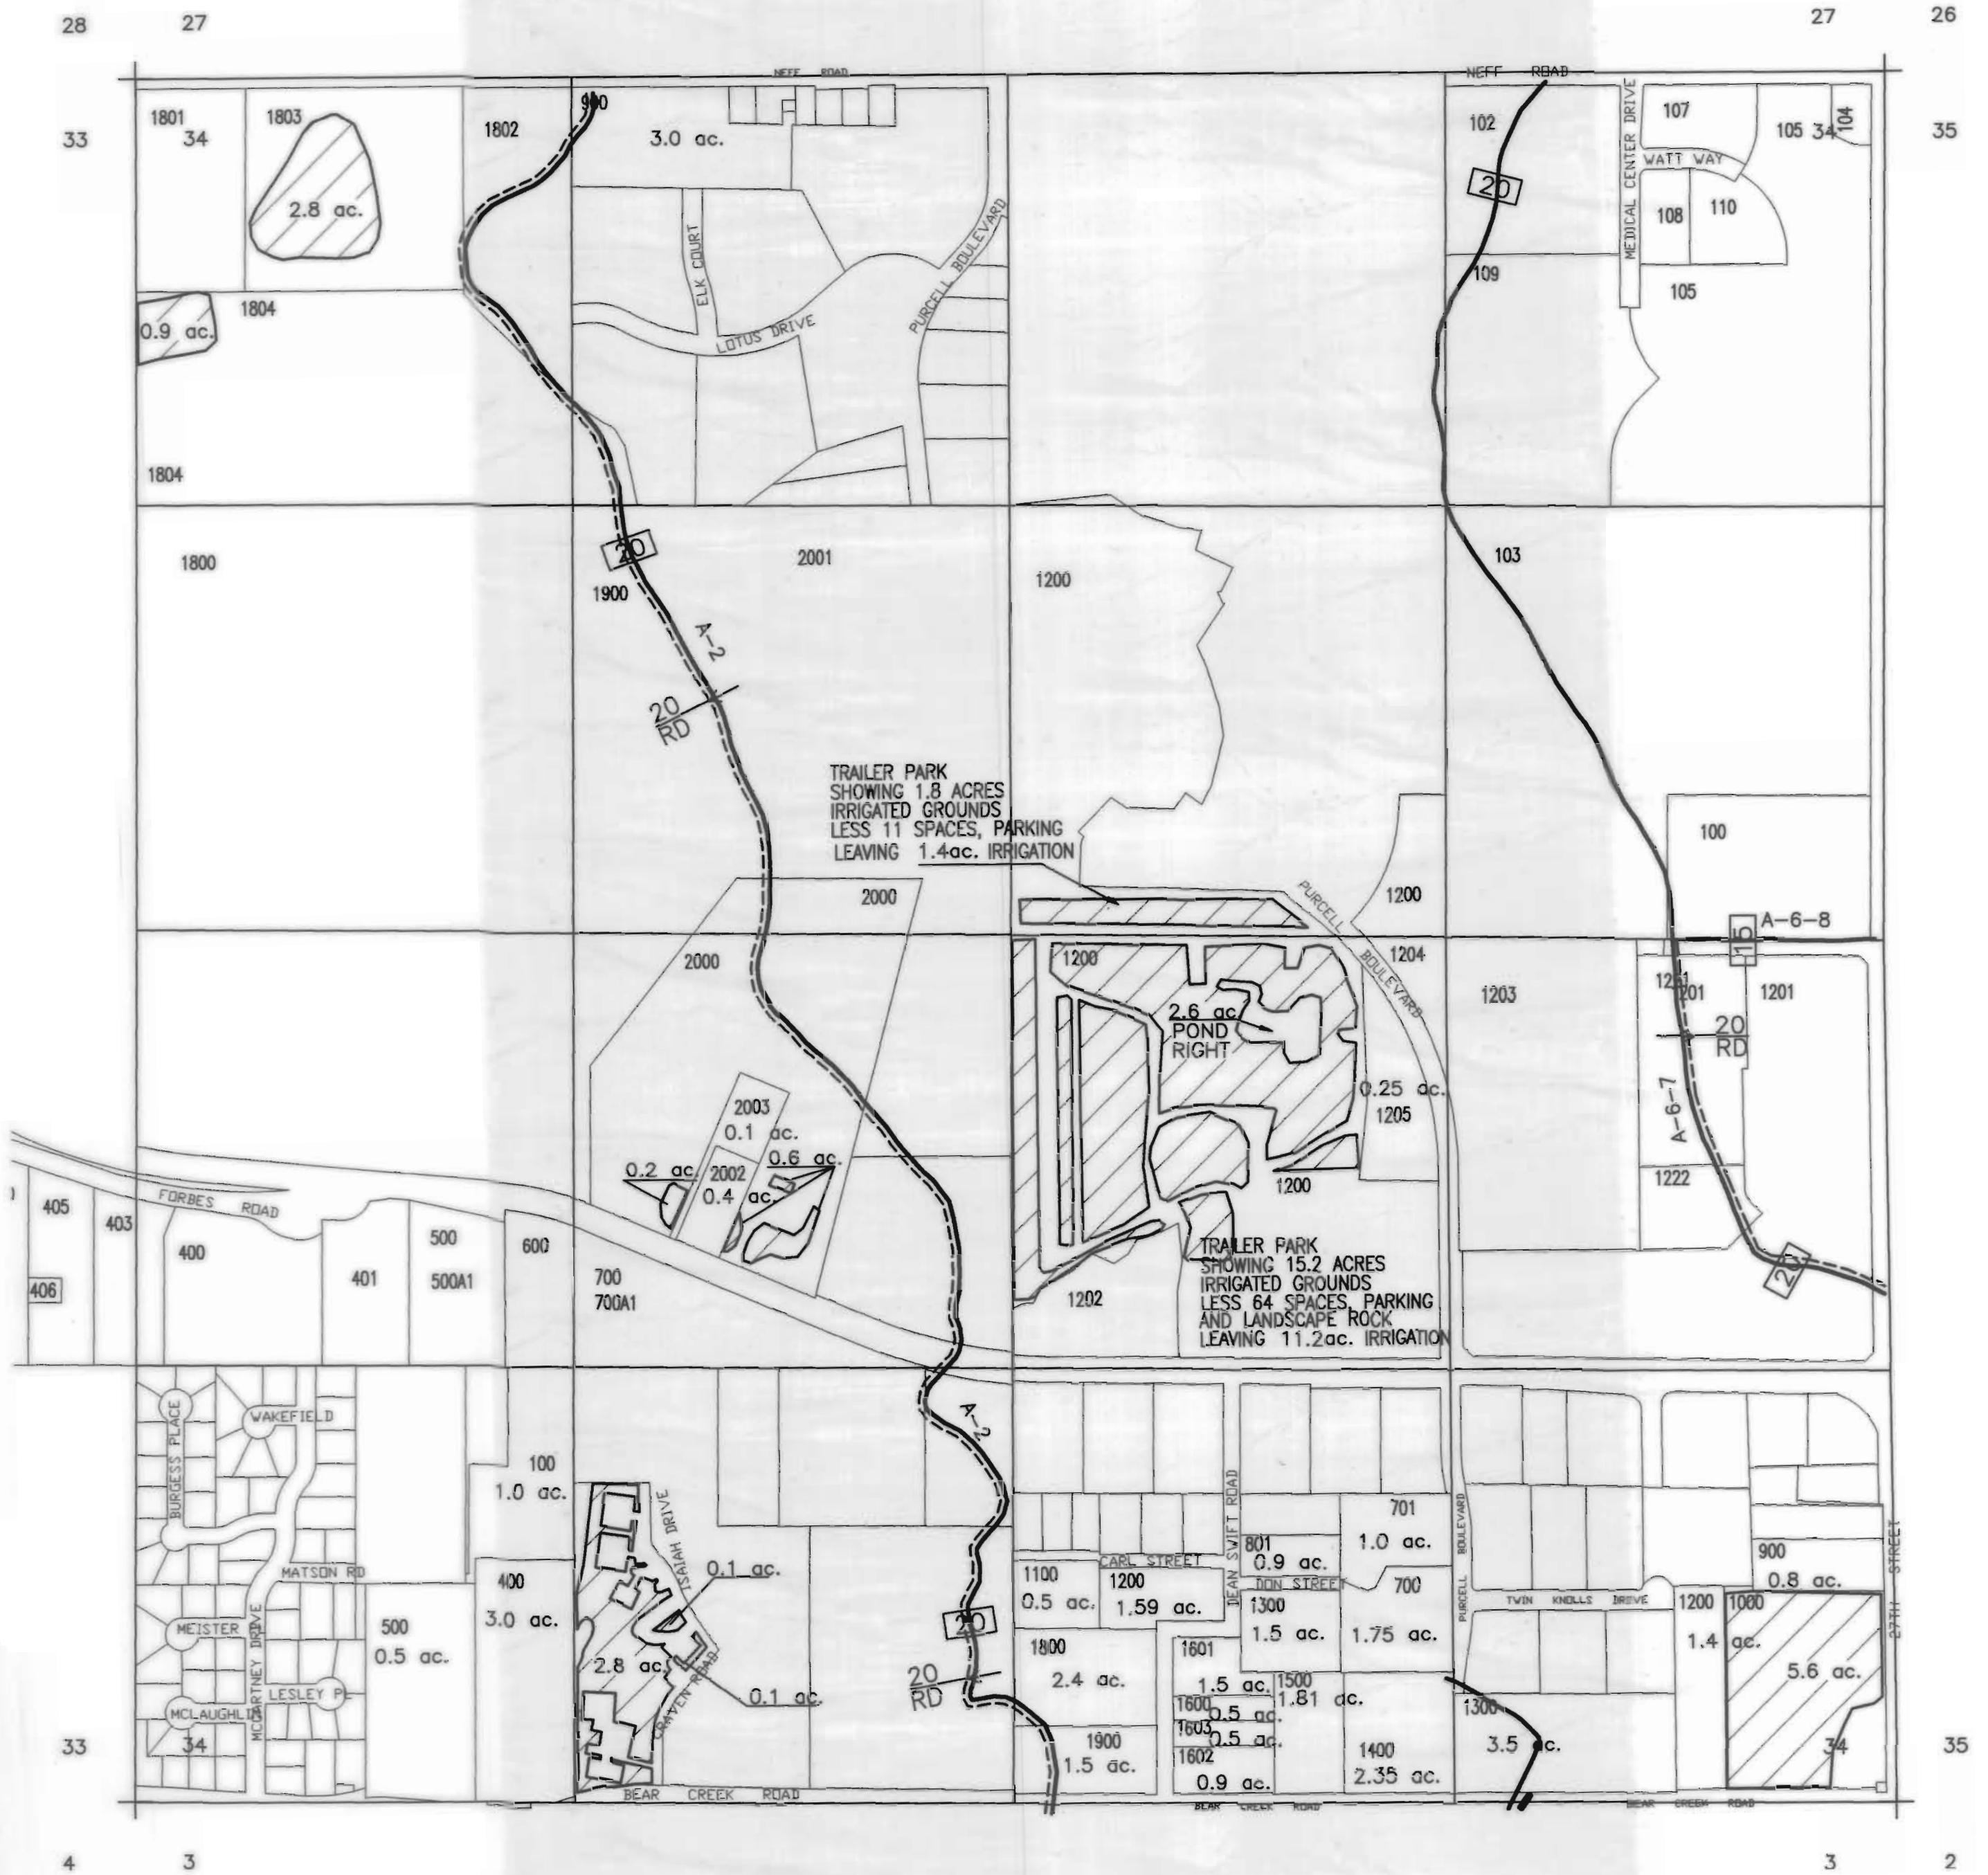 28 27 27 26
NEFF ROAD
NEFF ROAD
33
34
35
1801
1803
2.8 ac.
1802
900
3.0 ac.
102
20
MEDICAL CENTER DRIVE
107
105 34
104
WATT WAY
108
110
109
105
0.9 ac.
1804
1804
ELK COURT
LOTUS DRIVE
PURCELL BOULEVARD
1800
20
1900
2001
1200
103
A-2
20
RD
TRAILER PARK
SHOWING 1.8 ACRES
IRRIGATED GROUNDS
LESS 11 SPACES, PARKING
LEAVING 1.4ac. IRRIGATION
100
2000
2000
PURCELL BOULEVARD
1200
1204
A-6-8
15
1200
2.6 ac.
POND
RIGHT
1203
1201
1201
20
RD
A-6-7
0.25 ac.
1205
2003
0.1 ac.
0.2 ac.
2002
0.4 ac.
0.6 ac.
1200
1222
20
FORBES ROAD
405
403
406
400
401
500
500A1
600
700
700A1
1202
TRAILER PARK
SHOWING 15.2 ACRES
IRRIGATED GROUNDS
LESS 64 SPACES, PARKING
AND LANDSCAPE ROCK
LEAVING 11.2ac. IRRIGATION
A-2
BURGESS PLACE
WAKEFIELD
MATSON RD
MEISTER
MCCARTNEY DRIVE
LESLEY PL
MCLAUGHLIN
34
100
1.0 ac.
400
3.0 ac.
500
0.5 ac.
ISAIAH DRIVE
0.1 ac.
2.8 ac.
0.1 ac.
CRAVEN ROAD
20
20
RD
BEAR CREEK ROAD
DEAN SWIFT ROAD
CARL STREET
1100
0.5 ac.
1200
1.59 ac.
801
0.9 ac.
DON STREET
701
1.0 ac.
700
1.75 ac.
1300
1.5 ac.
1800
2.4 ac.
1900
1.5 ac.
1601
1.5 ac.
1600
0.5 ac.
1603
0.5 ac.
1602
0.9 ac.
1500
1.81 ac.
1400
2.35 ac.
BEAR CREEK ROAD
PURCELL BOULEVARD
TWIN KNOLLS DRIVE
1300
3.5 ac.
900
0.8 ac.
1200
1.4 ac.
1000
5.6 ac.
34
27TH STREET
BEAR CREEK ROAD
33
35
4 3 3 2